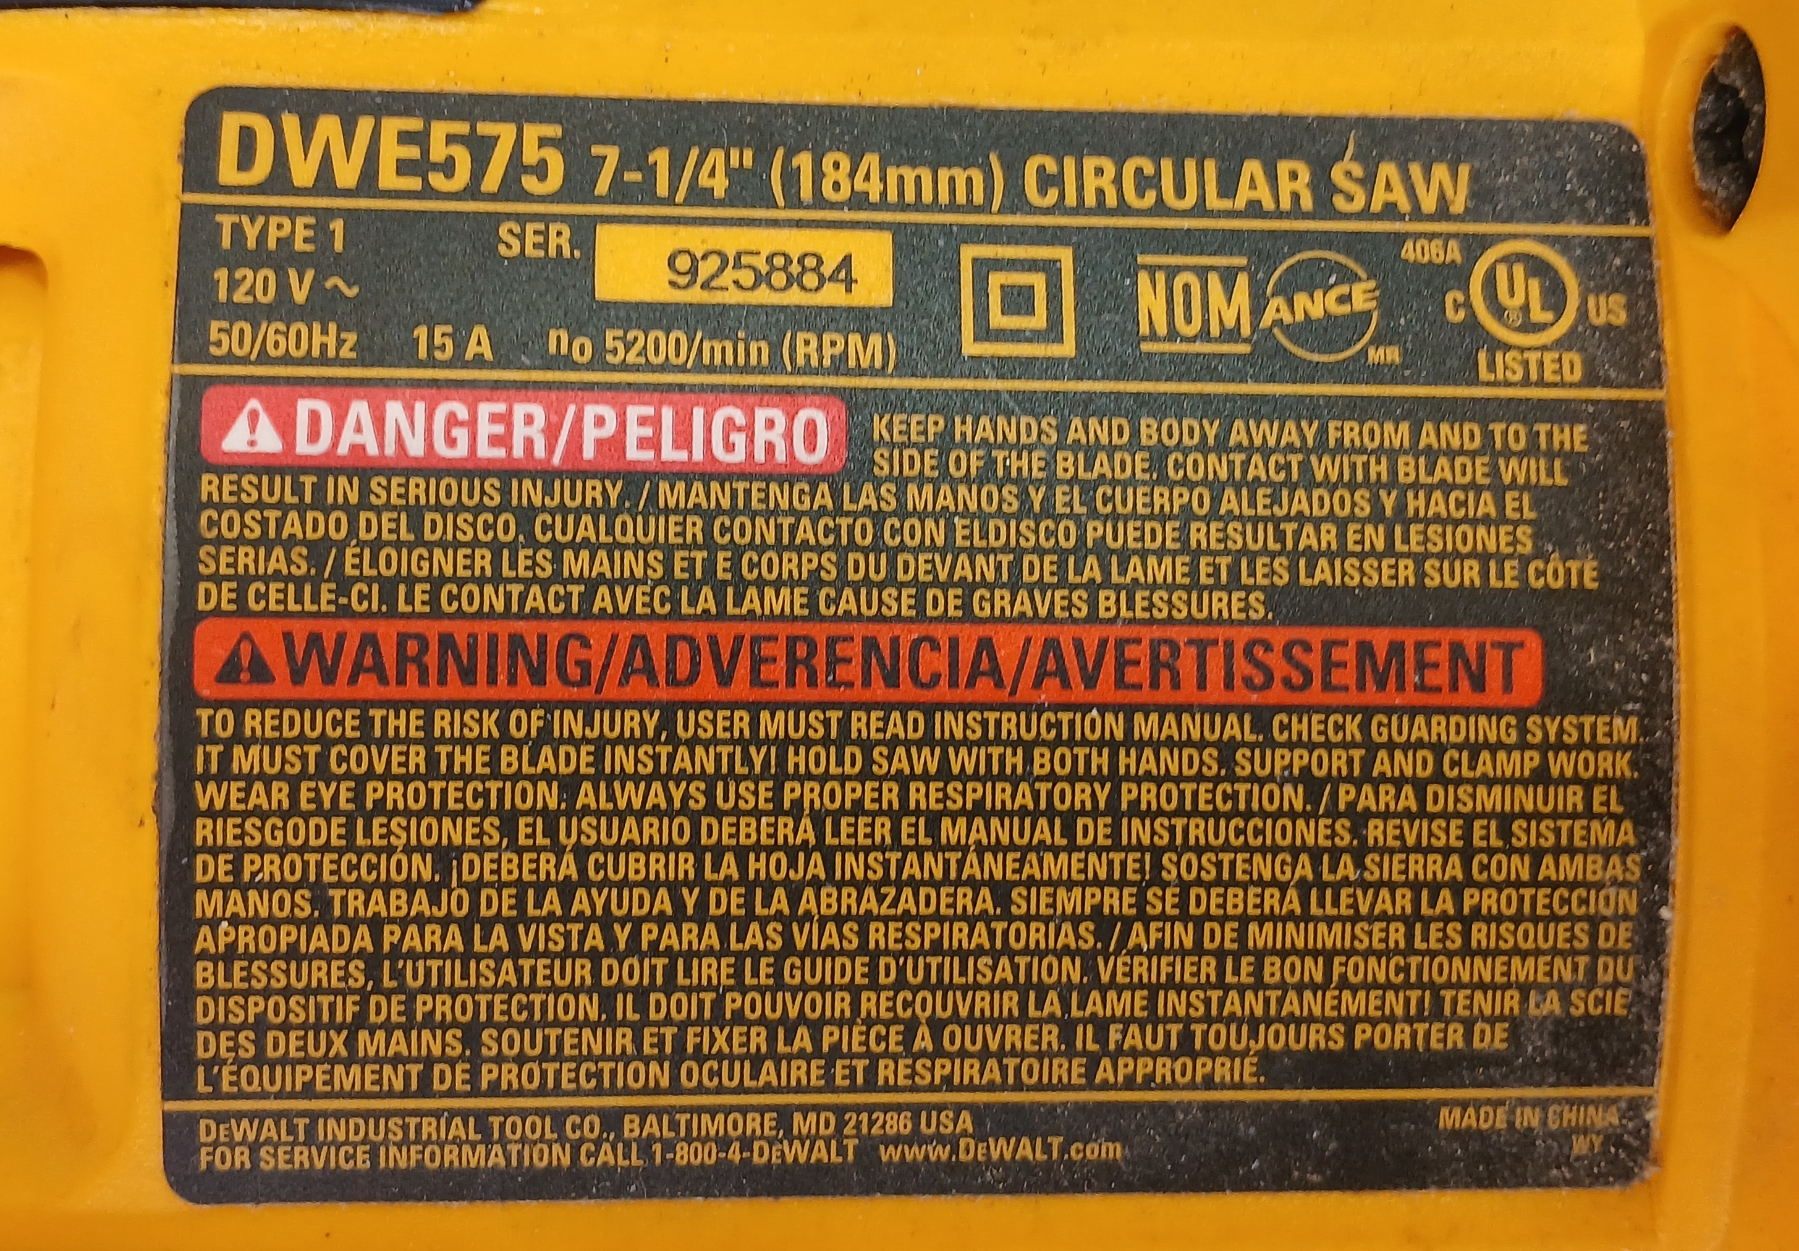 DWE575 7-1/4" (184mm) CIRCULAR SAW
TYPE 1 SER. 925884
120 V ~
50/60Hz 15 A no 5200/min (RPM)
NOM ANCE MR
406A
C UL ® US
LISTED
DANGER/PELIGRO KEEP HANDS AND BODY AWAY FROM AND TO THE
SIDE OF THE BLADE. CONTACT WITH BLADE WILL
RESULT IN SERIOUS INJURY. / MANTENGA LAS MANOS Y EL CUERPO ALEJADOS Y HACIA EL
COSTADO DEL DISCO. CUALQUIER CONTACTO CON ELDISCO PUEDE RESULTAR EN LESIONES
SERIAS. / ÉLOIGNER LES MAINS ET E CORPS DU DEVANT DE LA LAME ET LES LAISSER SUR LE CÔTÉ
DE CELLE-CI. LE CONTACT AVEC LA LAME CAUSE DE GRAVES BLESSURES.
WARNING/ADVERENCIA/AVERTISSEMENT
TO REDUCE THE RISK OF INJURY, USER MUST READ INSTRUCTION MANUAL. CHECK GUARDING SYSTEM.
IT MUST COVER THE BLADE INSTANTLY! HOLD SAW WITH BOTH HANDS. SUPPORT AND CLAMP WORK.
WEAR EYE PROTECTION. ALWAYS USE PROPER RESPIRATORY PROTECTION. / PARA DISMINUIR EL
RIESGODE LESIONES, EL USUARIO DEBERÁ LEER EL MANUAL DE INSTRUCCIONES. REVISE EL SISTEMA
DE PROTECCIÓN. ¡DEBERÁ CUBRIR LA HOJA INSTANTÁNEAMENTE! SOSTENGA LA SIERRA CON AMBAS
MANOS. TRABAJO DE LA AYUDA Y DE LA ABRAZADERA. SIEMPRE SE DEBERÁ LLEVAR LA PROTECCIÓN
APROPIADA PARA LA VISTA Y PARA LAS VÍAS RESPIRATORIAS. / AFIN DE MINIMISER LES RISQUES DE
BLESSURES, L'UTILISATEUR DOIT LIRE LE GUIDE D'UTILISATION. VÉRIFIER LE BON FONCTIONNEMENT DU
DISPOSITIF DE PROTECTION. IL DOIT POUVOIR RECOUVRIR LA LAME INSTANTANÉMENT! TENIR LA SCIE
DES DEUX MAINS. SOUTENIR ET FIXER LA PIÈCE À OUVRER. IL FAUT TOUJOURS PORTER DE
L'ÉQUIPEMENT DE PROTECTION OCULAIRE ET RESPIRATOIRE APPROPRIÉ.
DEWALT INDUSTRIAL TOOL CO., BALTIMORE, MD 21286 USA MADE IN CHINA
FOR SERVICE INFORMATION CALL 1-800-4-DEWALT www.DEWALT.com WY